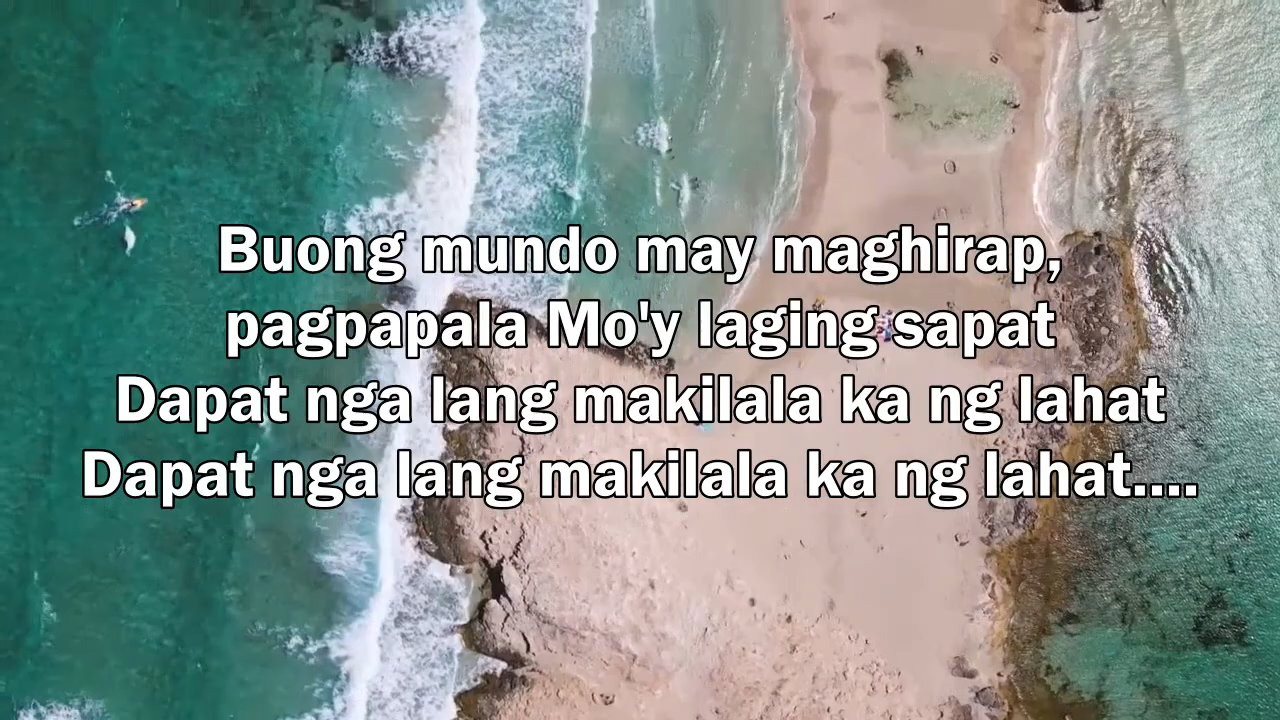 Buong mundo may maghirap,
pagpapala Mo'y laging sapat
Dapat nga lang makilala ka ng lahat
Dapat nga lang makilala ka ng lahat....